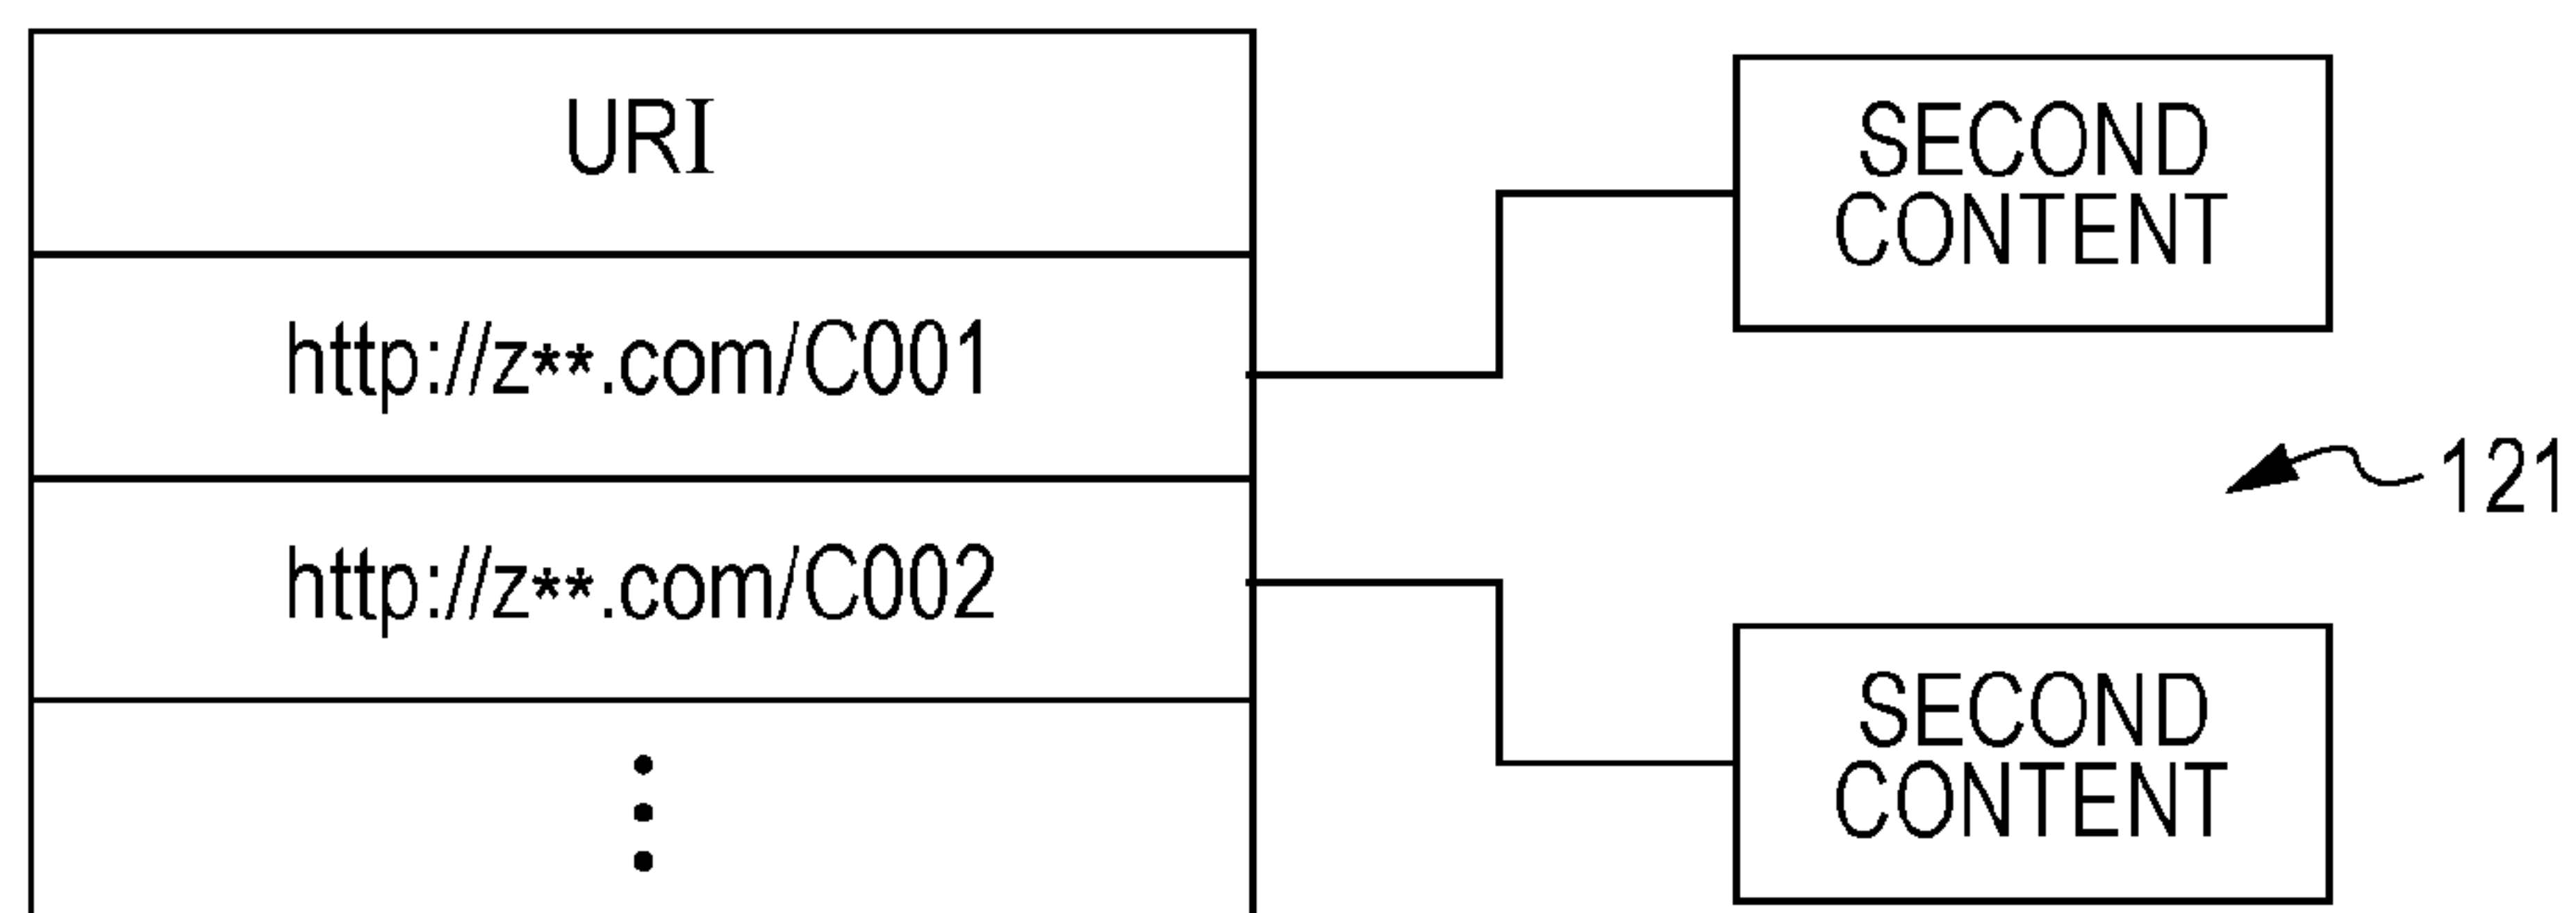 URI
http://z**.com/C001
http://z**.com/C002
SECOND
CONTENT
121
SECOND
CONTENT